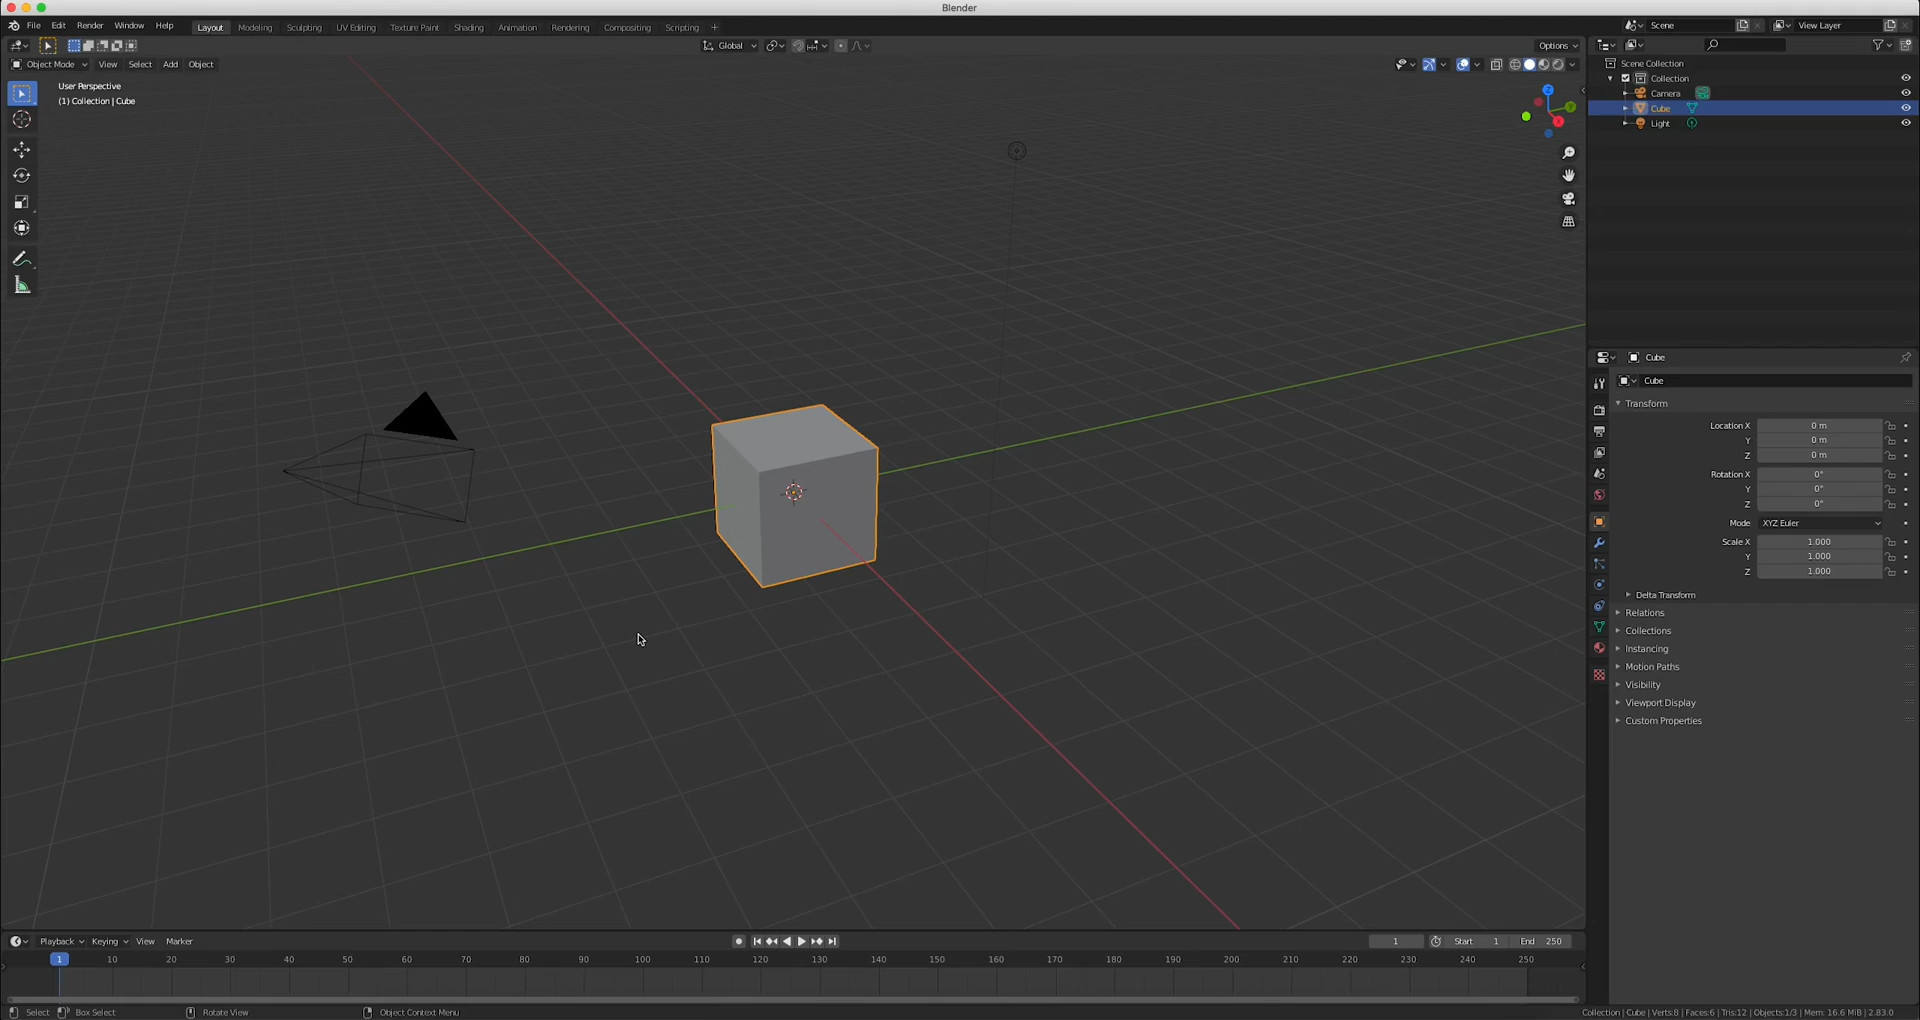 Blender
File Edit Render Window Help Layout Modeling Sculpting UV Editing Texture Paint Shading Animation Rendering Compositing Scripting + Scene View Layer
Global Options
Object Mode View Select Add Object
User Perspective
(1) Collection | Cube
Z
Y
X
Scene Collection
Collection
Camera
Cube
Light
Cube
Cube
Transform
Location X 0 m
Y 0 m
Z 0 m
Rotation X 0°
Y 0°
Z 0°
Mode XYZ Euler
Scale X 1.000
Y 1.000
Z 1.000
Delta Transform
Relations
Collections
Instancing
Motion Paths
Visibility
Viewport Display
Custom Properties
Playback Keying View Marker 1 Start 1 End 250
1 10 20 30 40 50 60 70 80 90 100 110 120 130 140 150 160 170 180 190 200 210 220 230 240 250
Select Box Select Rotate View Object Context Menu Collection | Cube | Verts:8 | Faces:6 | Tris:12 | Objects:1/3 | Mem: 16.6 MiB | 2.83.0